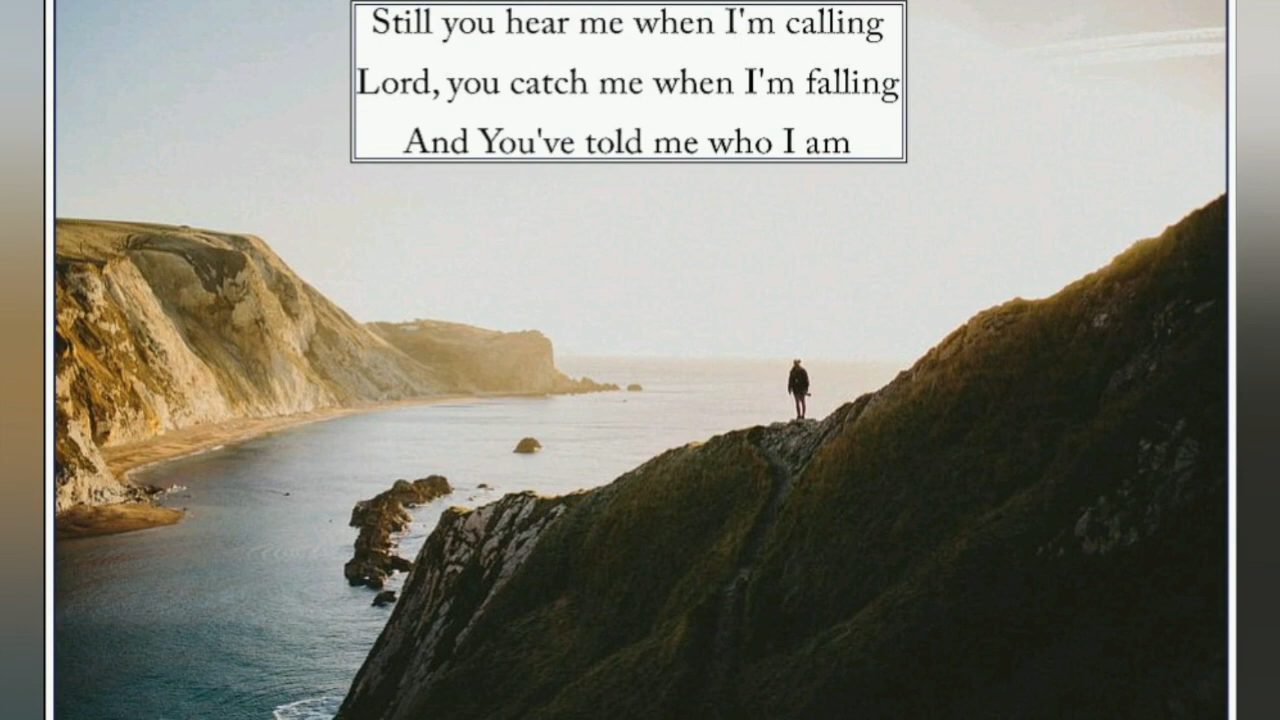 Still you hear me when I'm calling
Lord, you catch me when I'm falling
And You've told me who I am